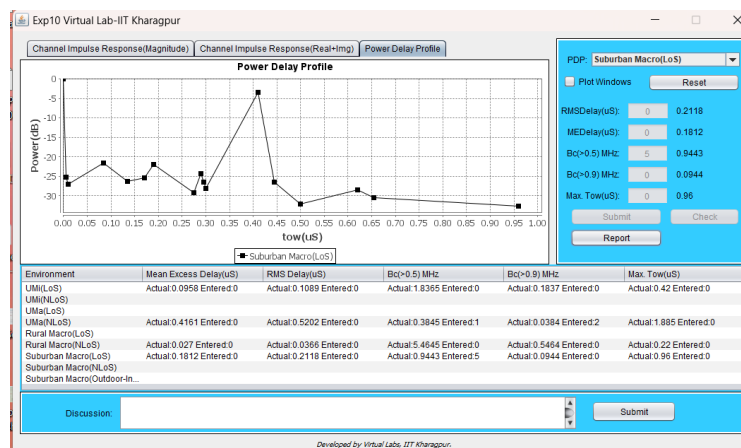 Exp10 Virtual Lab-IIT Kharagpur
Channel Impulse Response(Magnitude) Channel Impulse Response(Real+Img) Power Delay Profile
Power Delay Profile
Power(dB)
0
-5
-10
-15
-20
-25
-30
0.00 0.05 0.10 0.15 0.20 0.25 0.30 0.35 0.40 0.45 0.50 0.55 0.60 0.65 0.70 0.75 0.80 0.85 0.90 0.95 1.00
tow(uS)
Suburban Macro(LoS)
PDP: Suburban Macro(LoS)
Plot Windows Reset
RMSDelay(uS): 0 0.2118
MEDelay(uS): 0 0.1812
Bc(>0.5) MHz: 5 0.9443
Bc(>0.9) MHz: 0 0.0944
Max. Tow(uS): 0 0.96
Submit Check
Report
Environment Mean Excess Delay(uS) RMS Delay(uS) Bc(>0.5) MHz Bc(>0.9) MHz Max. Tow(uS)
UMi(LoS) Actual:0.0958 Entered:0 Actual:0.1089 Entered:0 Actual:1.8365 Entered:0 Actual:0.1837 Entered:0 Actual:0.42 Entered:0
UMi(NLoS)
UMa(LoS)
UMa(NLoS) Actual:0.4161 Entered:0 Actual:0.5202 Entered:0 Actual:0.3845 Entered:1 Actual:0.0384 Entered:2 Actual:1.885 Entered:0
Rural Macro(LoS)
Rural Macro(NLoS) Actual:0.027 Entered:0 Actual:0.0366 Entered:0 Actual:5.4645 Entered:0 Actual:0.5464 Entered:0 Actual:0.22 Entered:0
Suburban Macro(LoS) Actual:0.1812 Entered:0 Actual:0.2118 Entered:0 Actual:0.9443 Entered:5 Actual:0.0944 Entered:0 Actual:0.96 Entered:0
Suburban Macro(NLoS)
Suburban Macro(Outdoor-In...
Discussion: Submit
Developed by Virtual Labs, IIT Kharagpur.